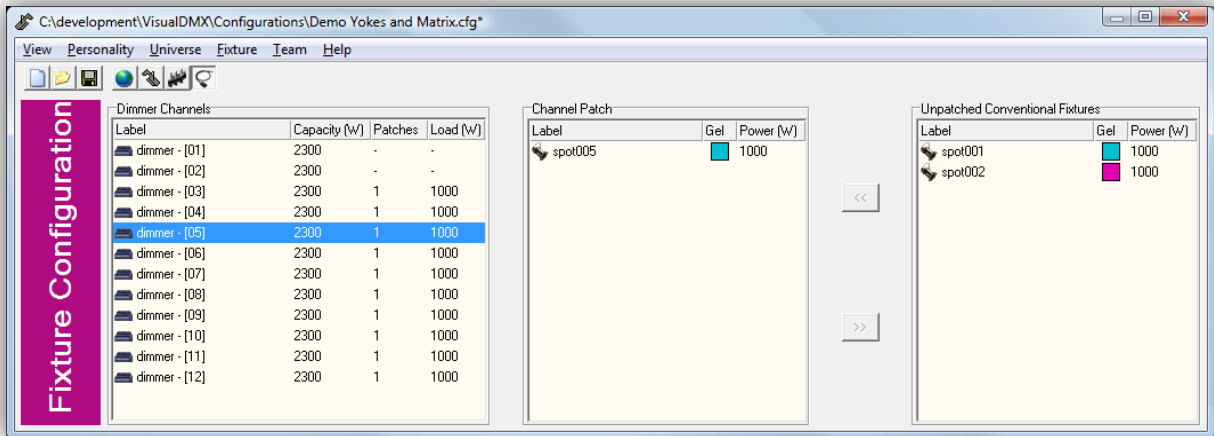 C:\development\VisualDMX\Configurations\Demo Yokes and Matrix.cfg*
View Personality Universe Fixture Team Help
Fixture Configuration
Dimmer Channels
Label Capacity (W) Patches Load (W)
dimmer - [01] 2300 - -
dimmer - [02] 2300 - -
dimmer - [03] 2300 1 1000
dimmer - [04] 2300 1 1000
dimmer - [05] 2300 1 1000
dimmer - [06] 2300 1 1000
dimmer - [07] 2300 1 1000
dimmer - [08] 2300 1 1000
dimmer - [09] 2300 1 1000
dimmer - [10] 2300 1 1000
dimmer - [11] 2300 1 1000
dimmer - [12] 2300 1 1000
Channel Patch
Label Gel Power (W)
spot005 1000
<<
>>
Unpatched Conventional Fixtures
Label Gel Power (W)
spot001 1000
spot002 1000